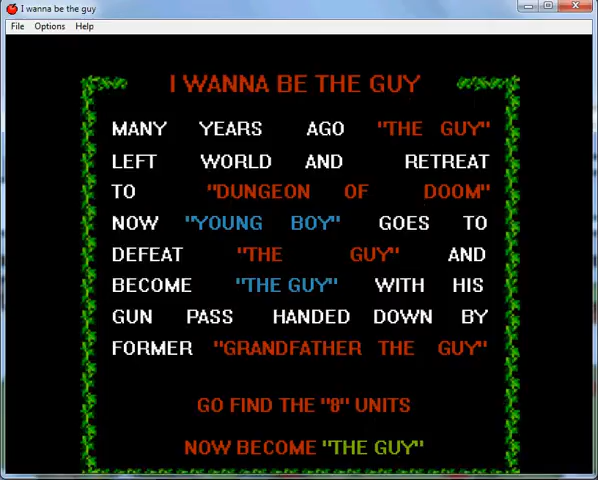 I wanna be the guy
File Options Help
I WANNA BE THE GUY
MANY YEARS AGO "THE GUY"
LEFT WORLD AND RETREAT
TO "DUNGEON OF DOOM"
NOW "YOUNG BOY" GOES TO
DEFEAT "THE GUY" AND
BECOME "THE GUY" WITH HIS
GUN PASS HANDED DOWN BY
FORMER "GRANDFATHER THE GUY"
GO FIND THE "8" UNITS
NOW BECOME "THE GUY"